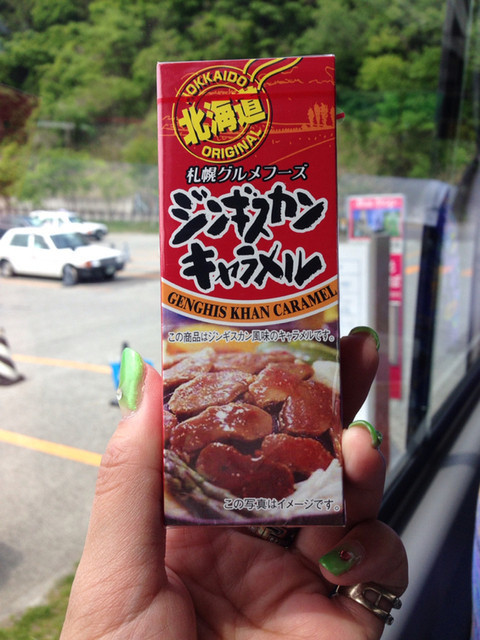 HOKKAIDO
北海道
ORIGINAL
札幌グルメフーズ
ジンギスカン
キャラメル
GENGHIS KHAN CARAMEL
この商品はジンギスカン風味のキャラメルです。
この写真はイメージです。